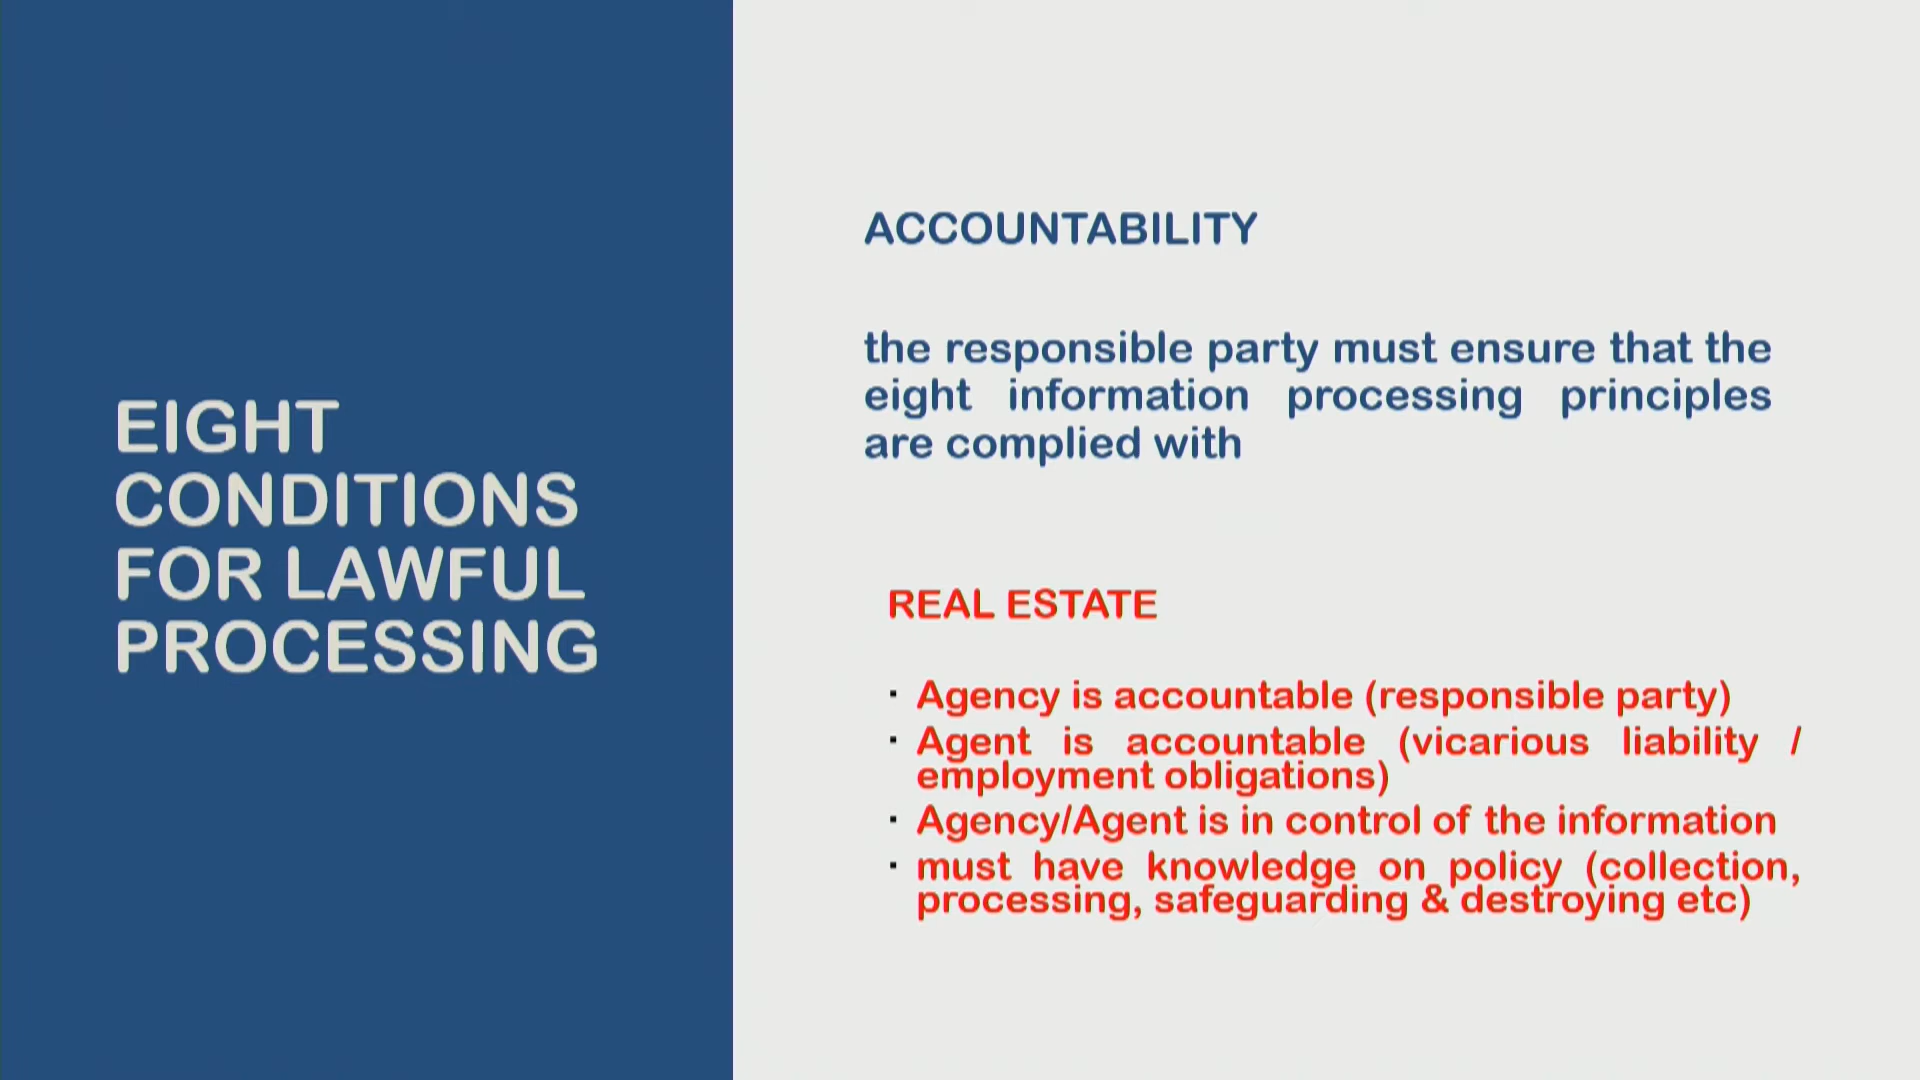 EIGHT
CONDITIONS
FOR LAWFUL
PROCESSING
ACCOUNTABILITY
the responsible party must ensure that the
eight information processing principles
are complied with
REAL ESTATE
· Agency is accountable (responsible party)
· Agent is accountable (vicarious liability /
employment obligations)
· Agency/Agent is in control of the information
· must have knowledge on policy (collection,
processing, safeguarding & destroying etc)